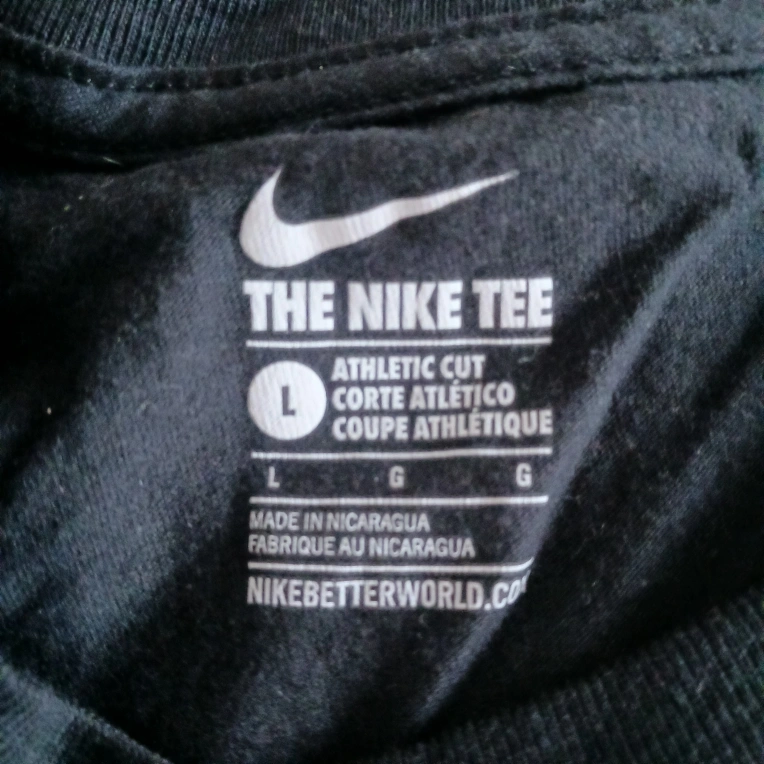 THE NIKE TEE
L
ATHLETIC CUT
CORTE ATLÉTICO
COUPE ATHLÉTIQUE
L G G
MADE IN NICARAGUA
FABRIQUE AU NICARAGUA
NIKEBETTERWORLD.CO